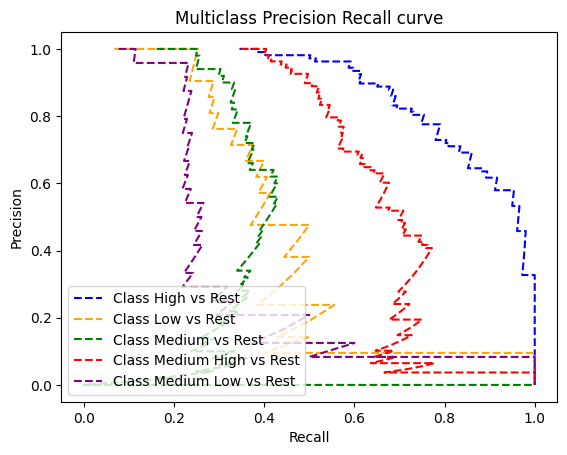 Multiclass Precision Recall curve
Precision
1.0
0.8
0.6
0.4
0.2
0.0
Class High vs Rest
Class Low vs Rest
Class Medium vs Rest
Class Medium High vs Rest
Class Medium Low vs Rest
0.0 0.2 0.4 0.6 0.8 1.0
Recall